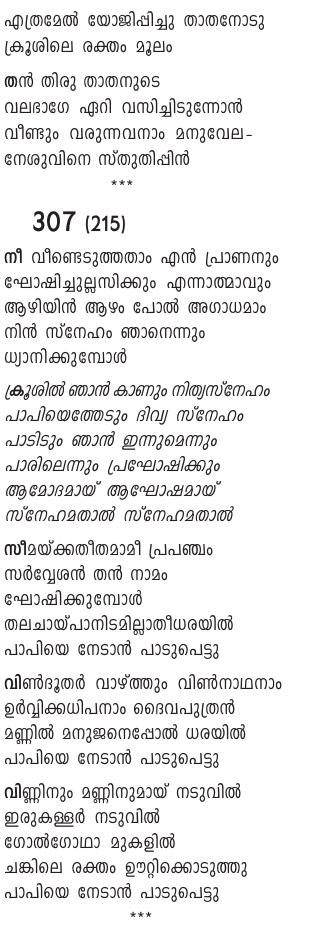 എത്രമേൽ യോജിപ്പിച്ചു താതനോടു
ക്രൂശിലെ രക്തം മൂലം
തൻ തിരു താതനുടെ
വലഭാഗേ ഏറി വസിച്ചിടുന്നോൻ
വീണ്ടും വരുന്നവനാം മനുവേല-
നേശുവിനെ സ്തുതിപ്പിൻ
***
307 (215)
നീ വീണ്ടെടുത്തതാം എൻ പ്രാണനും
ഘോഷിച്ചുല്ലസിക്കും എന്നാത്മാവും
ആഴിയിൻ ആഴം പോൽ അഗാധമാം
നിൻ സ്നേഹം ഞാനെന്നും
ധ്യാനിക്കുമ്പോൾ
ക്രൂശിൽ ഞാൻ കാണും നിത്യസ്നേഹം
പാപിയെത്തേടും ദിവ്യ സ്നേഹം
പാടിടും ഞാൻ ഇന്നുമെന്നും
പാരിലെന്നും പ്രഘോഷിക്കും
ആമോദമായ് ആഘോഷമായ്
സ്നേഹമതാൽ സ്നേഹമതാൽ
സീമയ്ക്കതീതമാമീ പ്രപഞ്ചം
സർവ്വേശൻ തൻ നാമം
ഘോഷിക്കുമ്പോൾ
തലചായ്പാനിടമില്ലാതീധരയിൽ
പാപിയെ നേടാൻ പാടുപെട്ടു
വിൺദൂതർ വാഴ്ത്തും വിൺനാഥനാം
ഉർവ്വിക്കധിപനാം ദൈവപുത്രൻ
മണ്ണിൽ മനുജനെപ്പോൽ ധരയിൽ
പാപിയെ നേടാൻ പാടുപെട്ടു
വിണ്ണിനും മണ്ണിനുമായ് നടുവിൽ
ഇരുകള്ളർ നടുവിൽ
ഗോൽഗോഥാ മുകളിൽ
ചങ്കിലെ രക്തം ഊറ്റിക്കൊടുത്തു
പാപിയെ നേടാൻ പാടുപെട്ടു
***